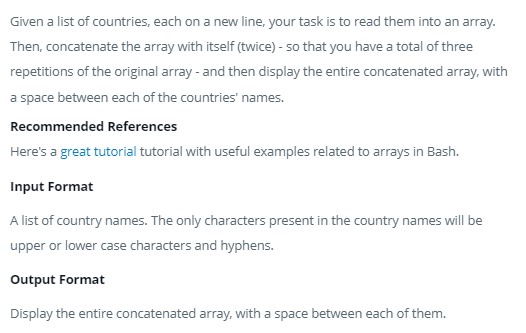 Given a list of countries, each on a new line, your task is to read them into an array.
Then, concatenate the array with itself (twice) - so that you have a total of three
repetitions of the original array - and then display the entire concatenated array, with
a space between each of the countries' names.
Recommended References
Here's a great tutorial tutorial with useful examples related to arrays in Bash.
Input Format
A list of country names. The only characters present in the country names will be
upper or lower case characters and hyphens.
Output Format
Display the entire concatenated array, with a space between each of them.